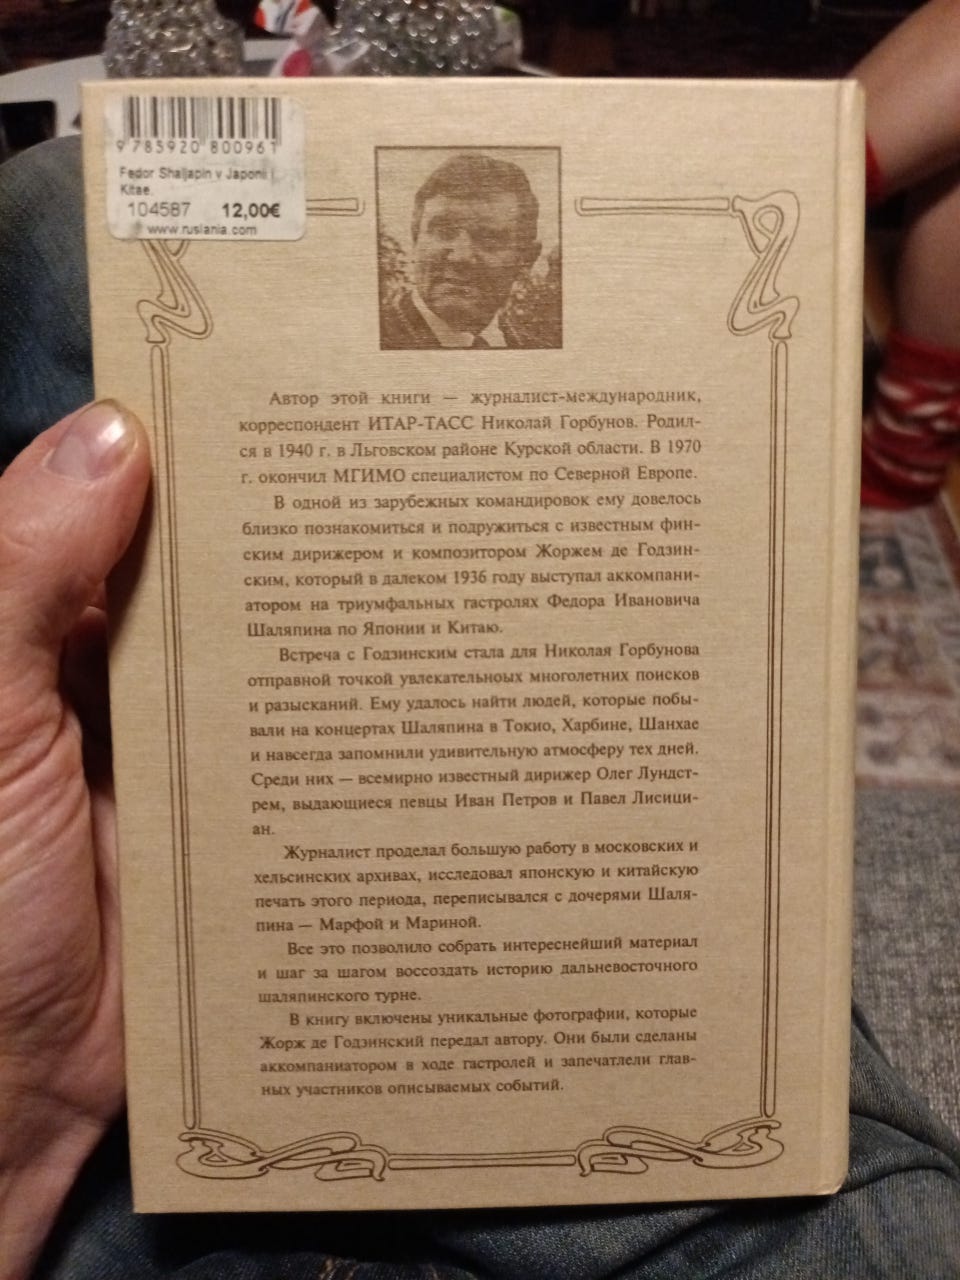 9 785920 800961
Fedor Shaljapin v Japonii i
Kitae.
104587 12,00€
www.ruslania.com
Автор этой книги — журналист-международник,
корреспондент ИТАР-ТАСС Николай Горбунов. Родил-
ся в 1940 г. в Льговском районе Курской области. В 1970
г. окончил МГИМО специалистом по Северной Европе.
В одной из зарубежных командировок ему довелось
близко познакомиться и подружиться с известным фин-
ским дирижером и композитором Жоржем де Годзин-
ским, который в далеком 1936 году выступал аккомпани-
атором на триумфальных гастролях Федора Ивановича
Шаляпина по Японии и Китаю.
Встреча с Годзинским стала для Николая Горбунова
отправной точкой увлекательноых многолетних поисков
и разысканий. Ему удалось найти людей, которые побы-
вали на концертах Шаляпина в Токио, Харбине, Шанхае
и навсегда запомнили удивительную атмосферу тех дней.
Среди них — всемирно известный дирижер Олег Лундст-
рем, выдающиеся певцы Иван Петров и Павел Лисици-
ан.
Журналист проделал большую работу в московских и
хельсинских архивах, исследовал японскую и китайскую
печать этого периода, переписывался с дочерями Шаля-
пина — Марфой и Мариной.
Все это позволило собрать интереснейший материал
и шаг за шагом воссоздать историю дальневосточного
шаляпинского турне.
В книгу включены уникальные фотографии, которые
Жорж де Годзинский передал автору. Они были сделаны
аккомпаниатором в ходе гастролей и запечатлели глав-
ных участников описываемых событий.